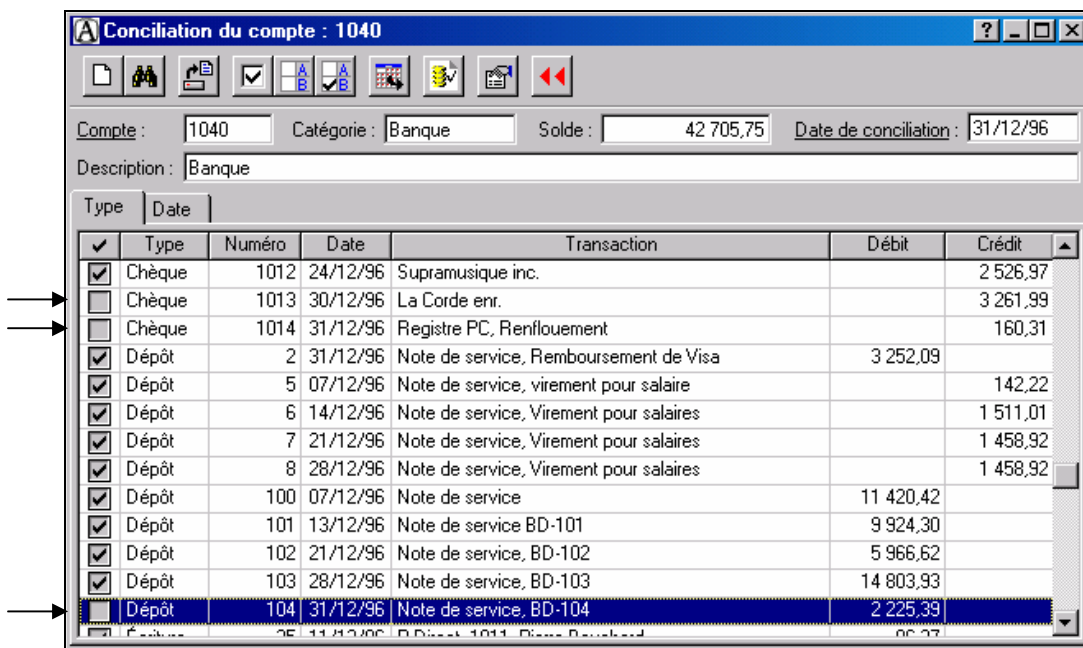 Conciliation du compte : 1040
Compte : 1040 Catégorie : Banque Solde : 42 705,75 Date de conciliation : 31/12/96
Description : Banque
Type Date
Type Numéro Date Transaction Débit Crédit
Chèque 1012 24/12/96 Supramusique inc. 2 526,97
Chèque 1013 30/12/96 La Corde enr. 3 261,99
Chèque 1014 31/12/96 Registre PC, Renflouement 160,31
Dépôt 2 31/12/96 Note de service, Remboursement de Visa 3 252,09
Dépôt 5 07/12/96 Note de service, virement pour salaire 142,22
Dépôt 6 14/12/96 Note de service, Virement pour salaires 1 511,01
Dépôt 7 21/12/96 Note de service, Virement pour salaires 1 458,92
Dépôt 8 28/12/96 Note de service, Virement pour salaires 1 458,92
Dépôt 100 07/12/96 Note de service 11 420,42
Dépôt 101 13/12/96 Note de service BD-101 9 924,30
Dépôt 102 21/12/96 Note de service, BD-102 5 966,62
Dépôt 103 28/12/96 Note de service, BD-103 14 803,93
Dépôt 104 31/12/96 Note de service, BD-104 2 225,39